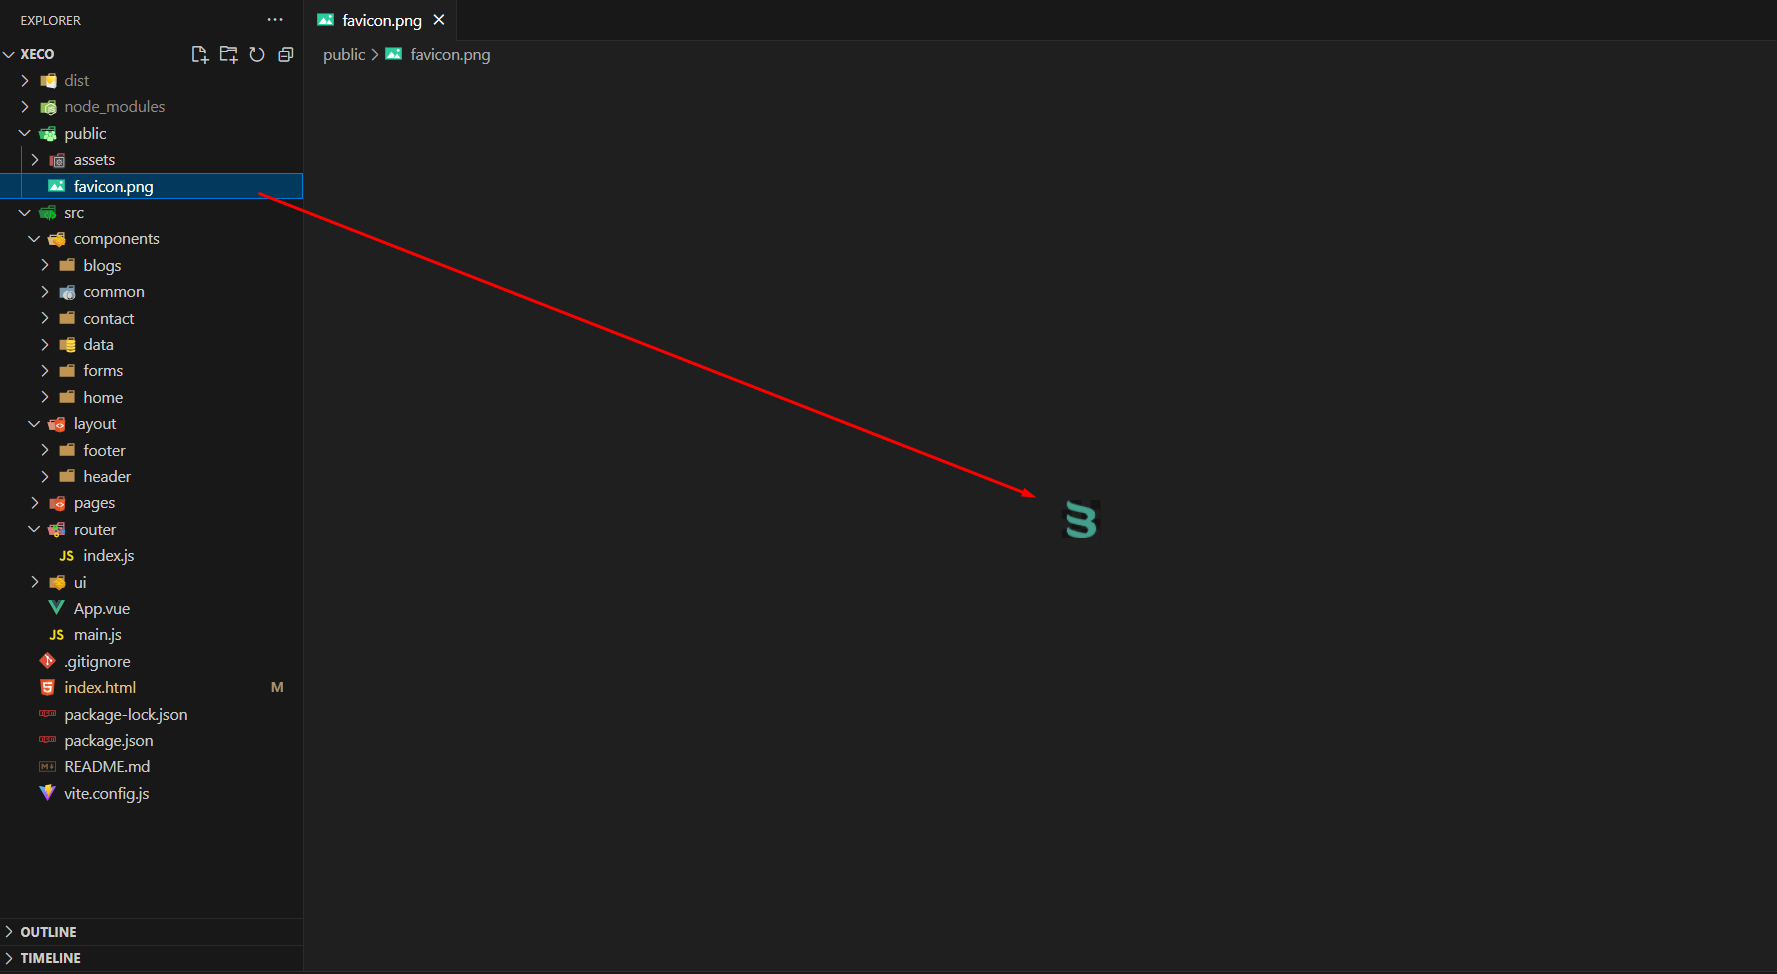 EXPLORER
XECO
dist
node_modules
public
assets
favicon.png
src
components
blogs
common
contact
data
forms
home
layout
footer
header
pages
router
JS index.js
ui
App.vue
JS main.js
.gitignore
index.html M
package-lock.json
package.json
README.md
vite.config.js
OUTLINE
TIMELINE
favicon.png
public > favicon.png